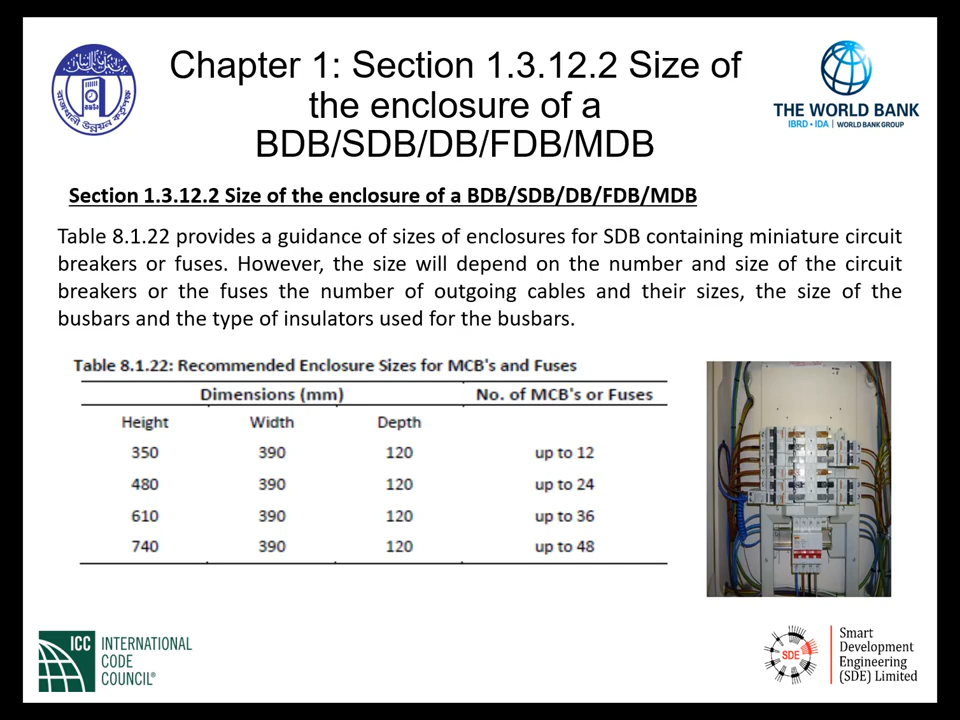 Chapter 1: Section 1.3.12.2 Size of
the enclosure of a
BDB/SDB/DB/FDB/MDB
THE WORLD BANK
IBRD • IDA | WORLD BANK GROUP
Section 1.3.12.2 Size of the enclosure of a BDB/SDB/DB/FDB/MDB
Table 8.1.22 provides a guidance of sizes of enclosures for SDB containing miniature circuit
breakers or fuses. However, the size will depend on the number and size of the circuit
breakers or the fuses the number of outgoing cables and their sizes, the size of the
busbars and the type of insulators used for the busbars.
Table 8.1.22: Recommended Enclosure Sizes for MCB's and Fuses
Dimensions (mm) No. of MCB's or Fuses
Height Width Depth
350 390 120 up to 12
480 390 120 up to 24
610 390 120 up to 36
740 390 120 up to 48
ICC INTERNATIONAL
CODE
COUNCIL®
SDE
Smart
Development
Engineering
(SDE) Limited